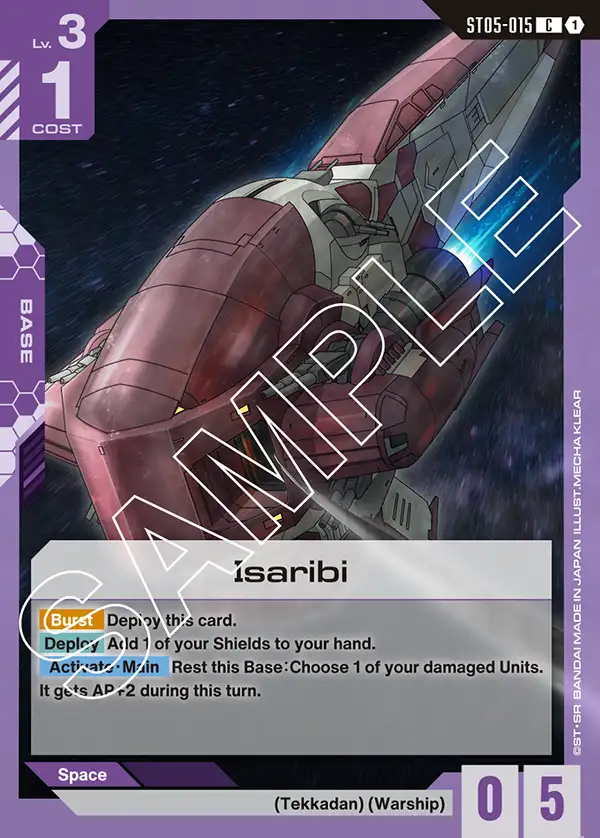 ST05-015 C 1
Lv. 3
1
COST
BASE
SAMPLE
Isaribi
Burst Deploy this card.
Deploy Add 1 of your Shields to your hand.
Activate･Main Rest this Base:Choose 1 of your damaged Units.
It gets AP+2 during this turn.
Space
(Tekkadan) (Warship)
0 5
©ST・SR BANDAI MADE IN JAPAN ILLUST.MECHA KLEAR